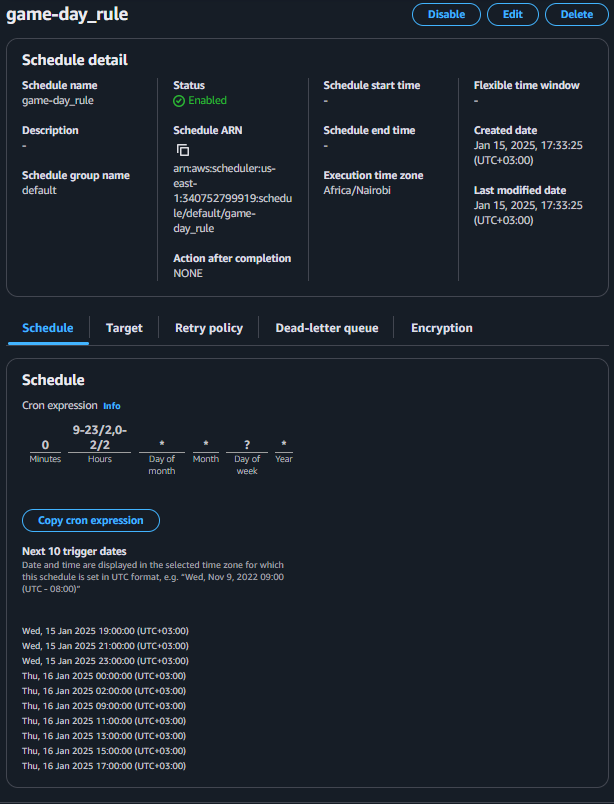 game-day_rule
Disable
Edit
Delete
Schedule detail
Schedule name
game-day_rule
Description
-
Schedule group name
default
Status
Enabled
Schedule ARN
arn:aws:scheduler:us-
east-
1:340752799919:schedu
le/default/game-
day_rule
Action after completion
NONE
Schedule start time
-
Schedule end time
-
Execution time zone
Africa/Nairobi
Flexible time window
-
Created date
Jan 15, 2025, 17:33:25
(UTC+03:00)
Last modified date
Jan 15, 2025, 17:33:25
(UTC+03:00)
Schedule
Target
Retry policy
Dead-letter queue
Encryption
Schedule
Cron expression Info
0
Minutes
9-23/2,0-
2/2
Hours
*
Day of
month
*
Month
?
Day of
week
*
Year
Copy cron expression
Next 10 trigger dates
Date and time are displayed in the selected time zone for which
this schedule is set in UTC format, e.g. "Wed, Nov 9, 2022 09:00
(UTC - 08:00)"
Wed, 15 Jan 2025 19:00:00 (UTC+03:00)
Wed, 15 Jan 2025 21:00:00 (UTC+03:00)
Wed, 15 Jan 2025 23:00:00 (UTC+03:00)
Thu, 16 Jan 2025 00:00:00 (UTC+03:00)
Thu, 16 Jan 2025 02:00:00 (UTC+03:00)
Thu, 16 Jan 2025 09:00:00 (UTC+03:00)
Thu, 16 Jan 2025 11:00:00 (UTC+03:00)
Thu, 16 Jan 2025 13:00:00 (UTC+03:00)
Thu, 16 Jan 2025 15:00:00 (UTC+03:00)
Thu, 16 Jan 2025 17:00:00 (UTC+03:00)